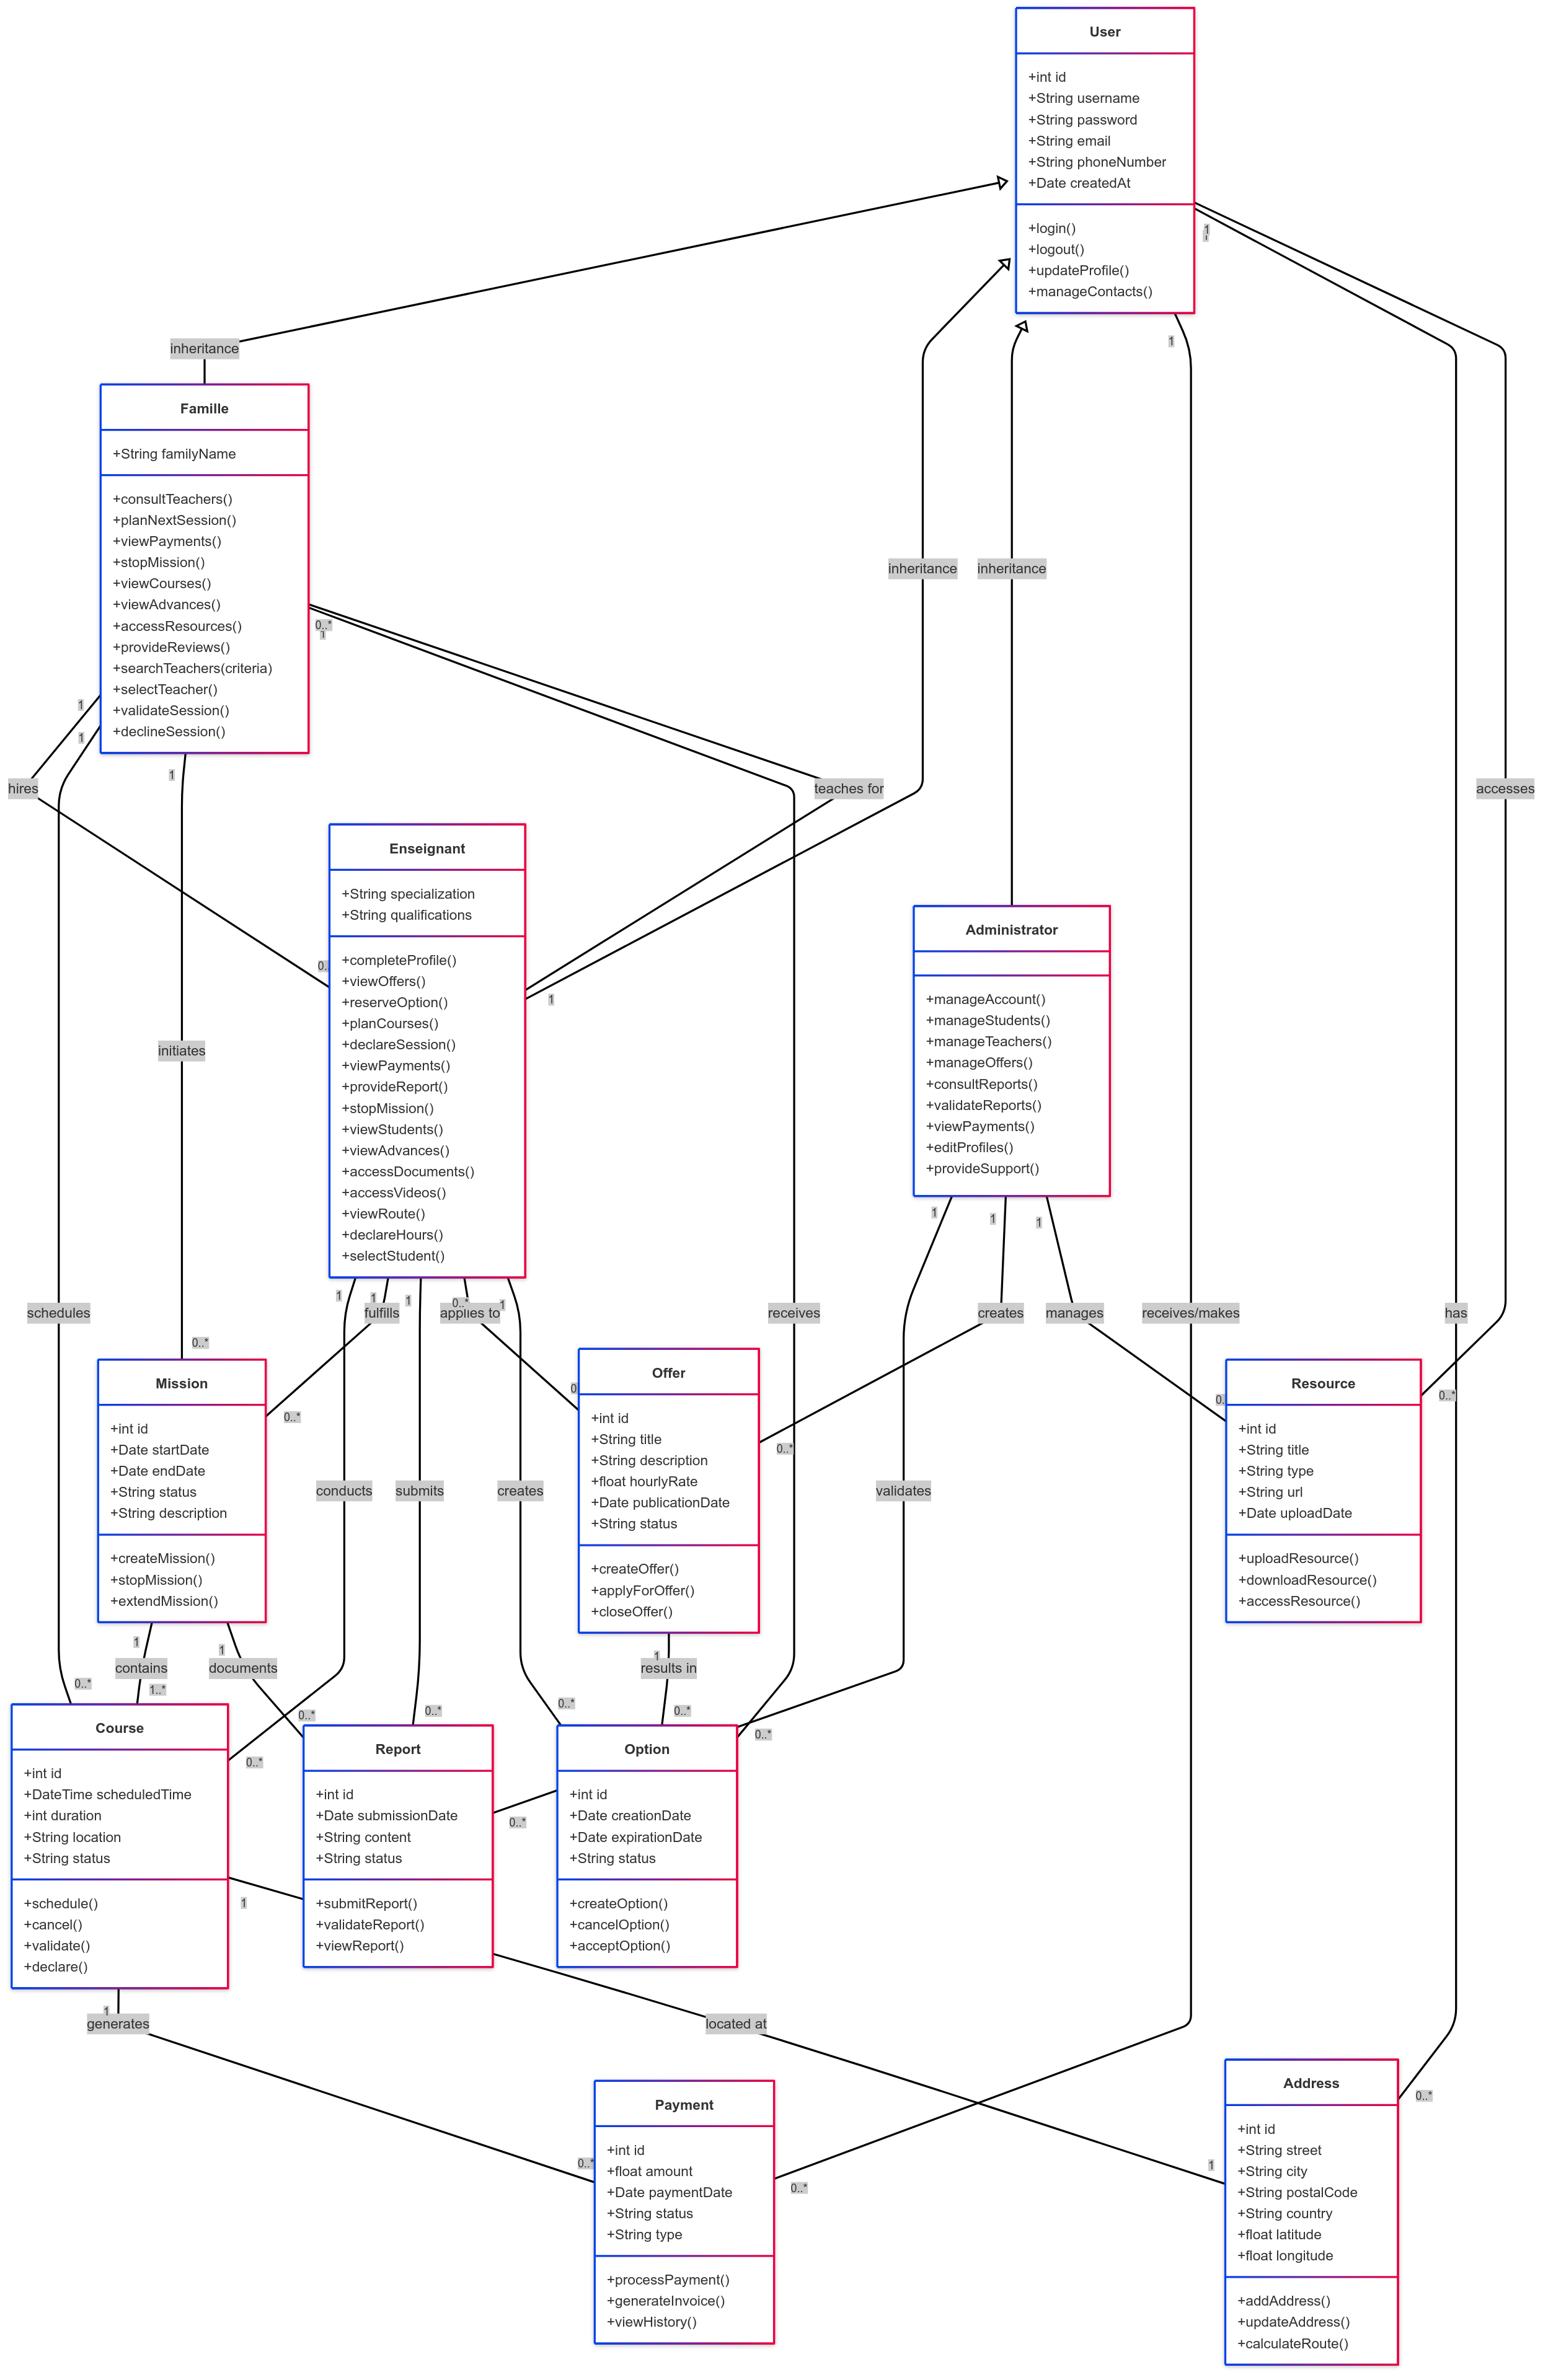 User
+int id
+String username
+String password
+String email
+String phoneNumber
+Date createdAt
+login()
+logout()
+updateProfile()
+manageContacts()
1
1
inheritance
Famille
+String familyName
+consultTeachers()
+planNextSession()
+viewPayments()
+stopMission()
+viewCourses()
+viewAdvances()
+accessResources()
+provideReviews()
+searchTeachers(criteria)
+selectTeacher()
+validateSession()
+declineSession()
0..*
1
1
1
1
inheritance
inheritance
hires
teaches for
accesses
Enseignant
+String specialization
+String qualifications
+completeProfile()
+viewOffers()
+reserveOption()
+planCourses()
+declareSession()
+viewPayments()
+provideReport()
+stopMission()
+viewStudents()
+viewAdvances()
+accessDocuments()
+accessVideos()
+viewRoute()
+declareHours()
+selectStudent()
1
Administrator
+manageAccount()
+manageStudents()
+manageTeachers()
+manageOffers()
+consultReports()
+validateReports()
+viewPayments()
+editProfiles()
+provideSupport()
initiates
1
1
1
1
1
1
0..*
1
schedules
fulfills
applies to
receives
creates
manages
receives/makes
has
0..*
Mission
+int id
+Date startDate
+Date endDate
+String status
+String description
+createMission()
+stopMission()
+extendMission()
0..*
Offer
+int id
+String title
+String description
+float hourlyRate
+Date publicationDate
+String status
+createOffer()
+applyForOffer()
+closeOffer()
0..*
Resource
+int id
+String title
+String type
+String url
+Date uploadDate
+uploadResource()
+downloadResource()
+accessResource()
0..*
conducts
submits
creates
validates
1
1
1
contains
documents
results in
0..*
1..*
0..*
0..*
0..*
0..*
0..*
0..*
Course
+int id
+DateTime scheduledTime
+int duration
+String location
+String status
+schedule()
+cancel()
+validate()
+declare()
Report
+int id
+Date submissionDate
+String content
+String status
+submitReport()
+validateReport()
+viewReport()
Option
+int id
+Date creationDate
+Date expirationDate
+String status
+createOption()
+cancelOption()
+acceptOption()
0..*
1
1
generates
located at
Payment
+int id
+float amount
+Date paymentDate
+String status
+String type
+processPayment()
+generateInvoice()
+viewHistory()
0..*
0..*
Address
+int id
+String street
+String city
+String postalCode
+String country
+float latitude
+float longitude
+addAddress()
+updateAddress()
+calculateRoute()
1
0..*